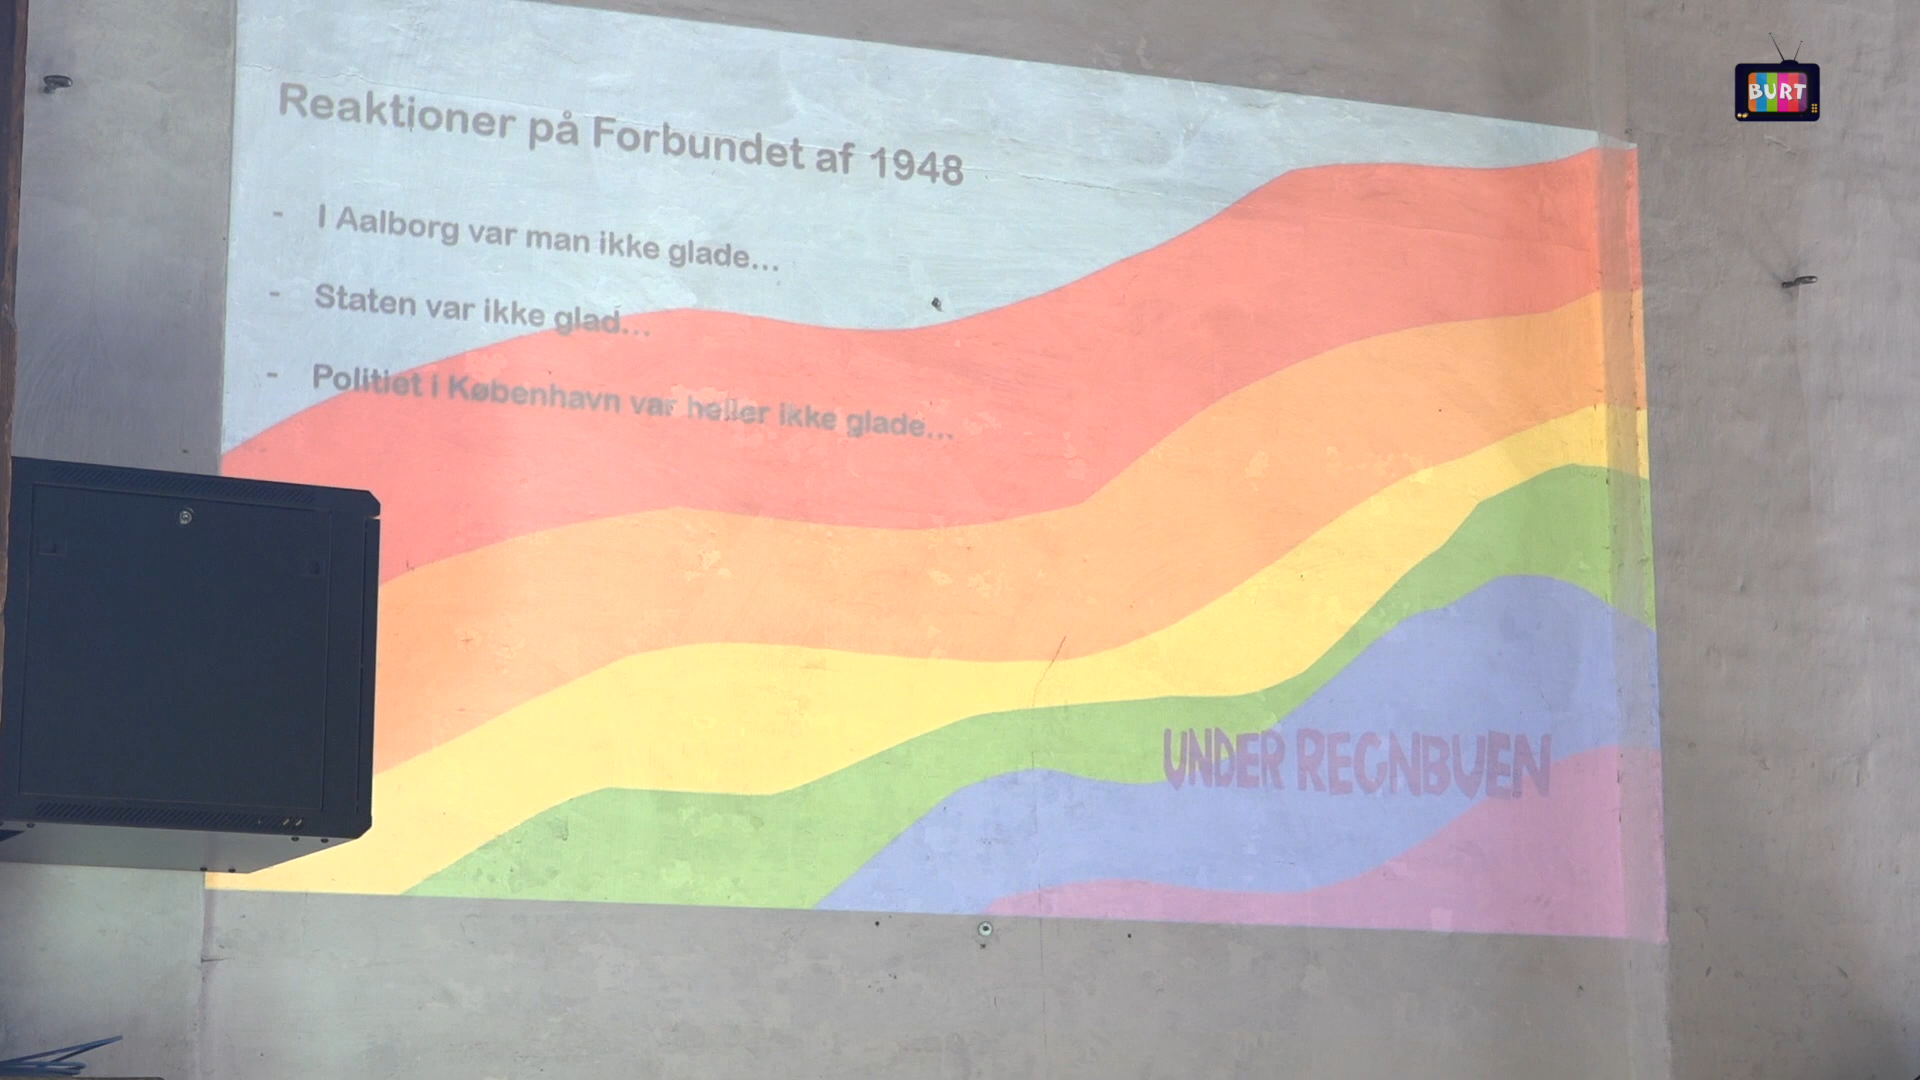 BURT
Reaktioner på Forbundet af 1948
- I Aalborg var man ikke glade...
- Staten var ikke glad...
- Politiet i København var heller ikke glade...
UNDER REGNBUEN